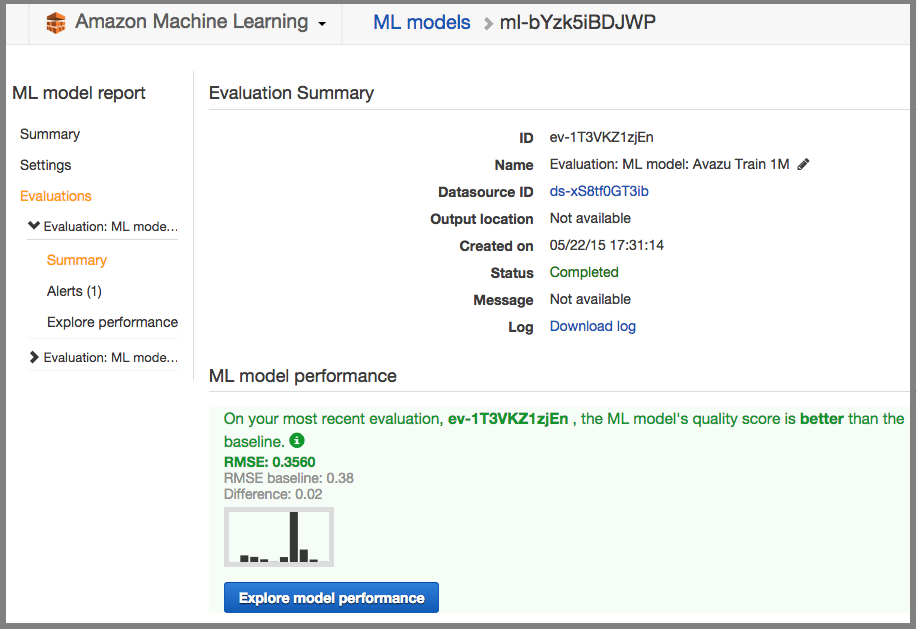 Amazon Machine Learning
ML models
ml-bYzk5iBDJWP
ML model report
Summary
Settings
Evaluations
Evaluation: ML mode...
Summary
Alerts (1)
Explore performance
Evaluation: ML mode...
Evaluation Summary
ID ev-1T3VKZ1zjEn
Name Evaluation: ML model: Avazu Train 1M
Datasource ID ds-xS8tf0GT3ib
Output location Not available
Created on 05/22/15 17:31:14
Status Completed
Message Not available
Log Download log
ML model performance
On your most recent evaluation, ev-1T3VKZ1zjEn , the ML model's quality score is better than the
baseline.
RMSE: 0.3560
RMSE baseline: 0.38
Difference: 0.02
Explore model performance